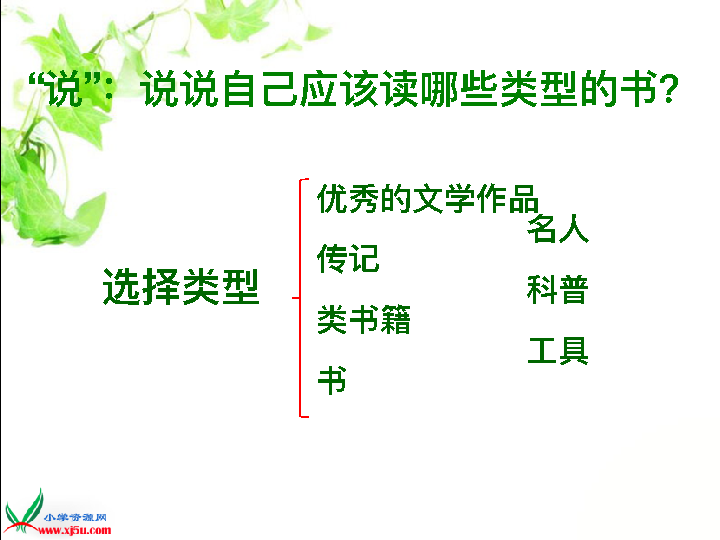 “说”：说说自己应该读哪些类型的书？
选择类型
优秀的文学作品
名人
传记
科普
类书籍
工具
书
小学资源网
www.xj5u.com